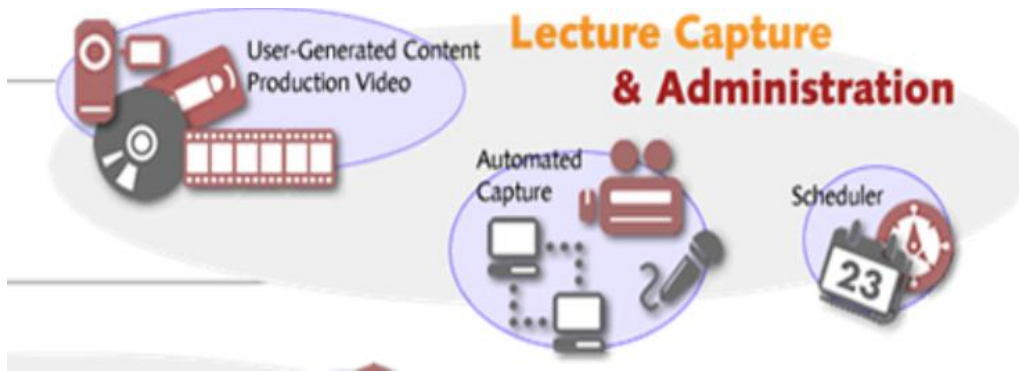 Lecture Capture
& Administration
User-Generated Content
Production Video
Automated
Capture
Scheduler
23